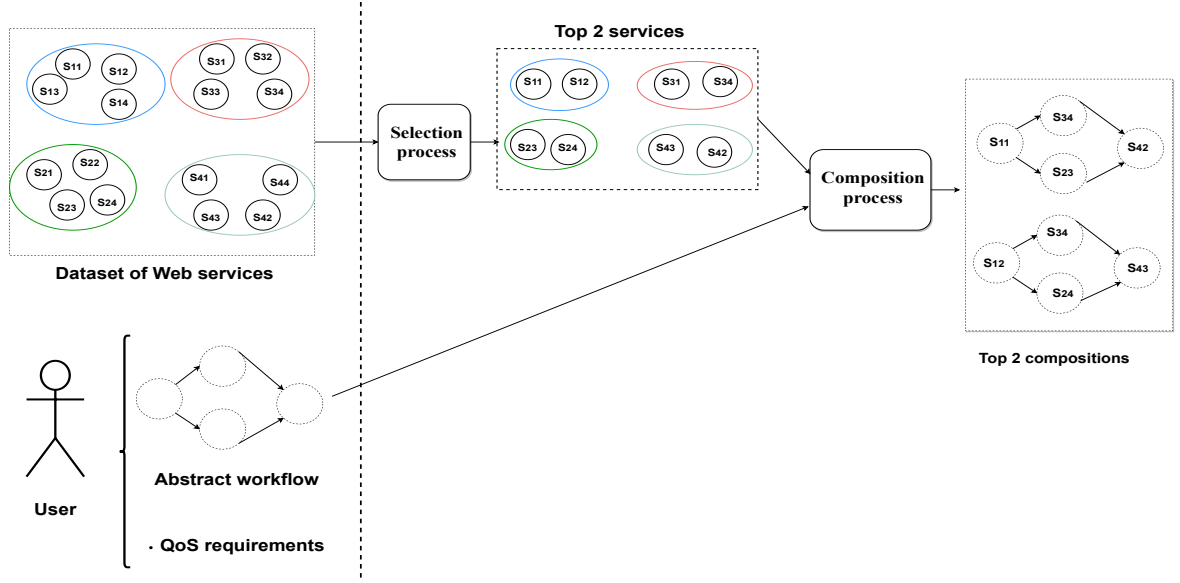 Top 2 services
S11
S12
S13
S14
S31
S32
S33
S34
S21
S22
S23
S24
S41
S44
S43
S42
Dataset of Web services
Selection
process
S11
S12
S31
S34
S23
S24
S43
S42
Composition
process
S11
S34
S23
S42
S12
S34
S24
S43
Top 2 compositions
User
Abstract workflow
· QoS requirements